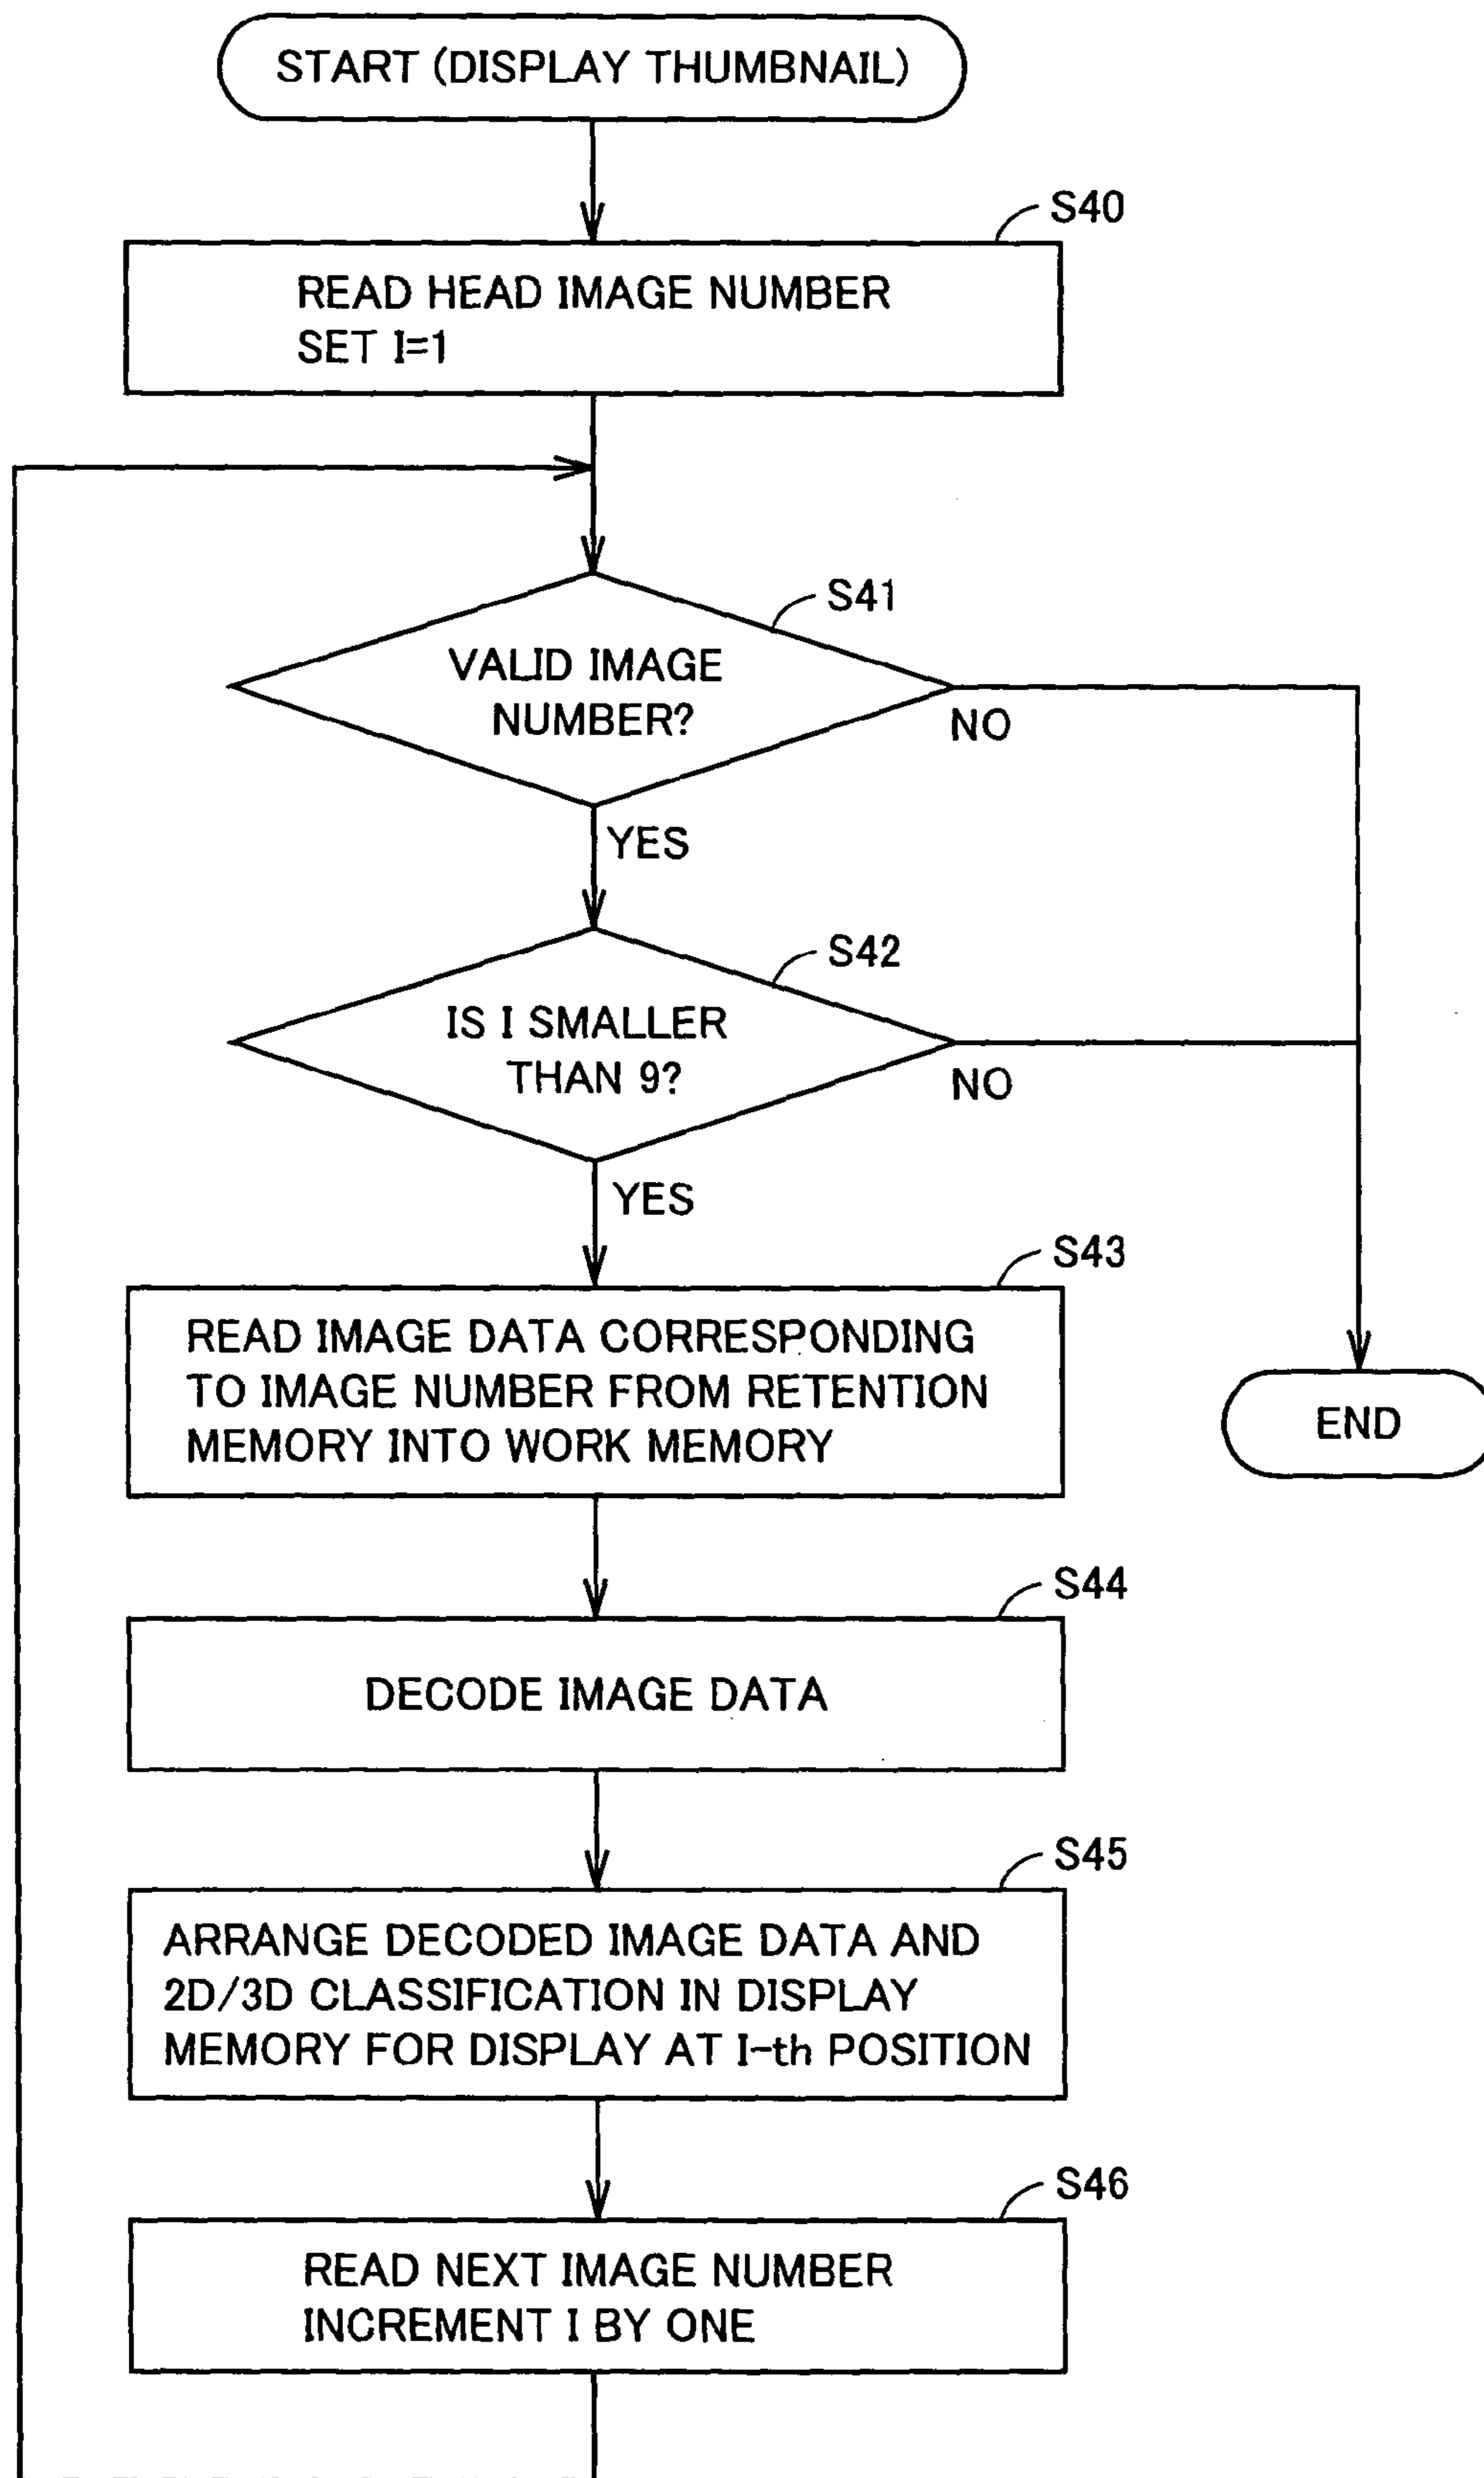 START (DISPLAY THUMBNAIL)
S40
READ HEAD IMAGE NUMBER
SET I=1
S41
VALID IMAGE
NUMBER?
NO
YES
S42
IS I SMALLER
THAN 9?
NO
YES
S43
READ IMAGE DATA CORRESPONDING
TO IMAGE NUMBER FROM RETENTION
MEMORY INTO WORK MEMORY
END
S44
DECODE IMAGE DATA
S45
ARRANGE DECODED IMAGE DATA AND
2D/3D CLASSIFICATION IN DISPLAY
MEMORY FOR DISPLAY AT I-th POSITION
S46
READ NEXT IMAGE NUMBER
INCREMENT I BY ONE